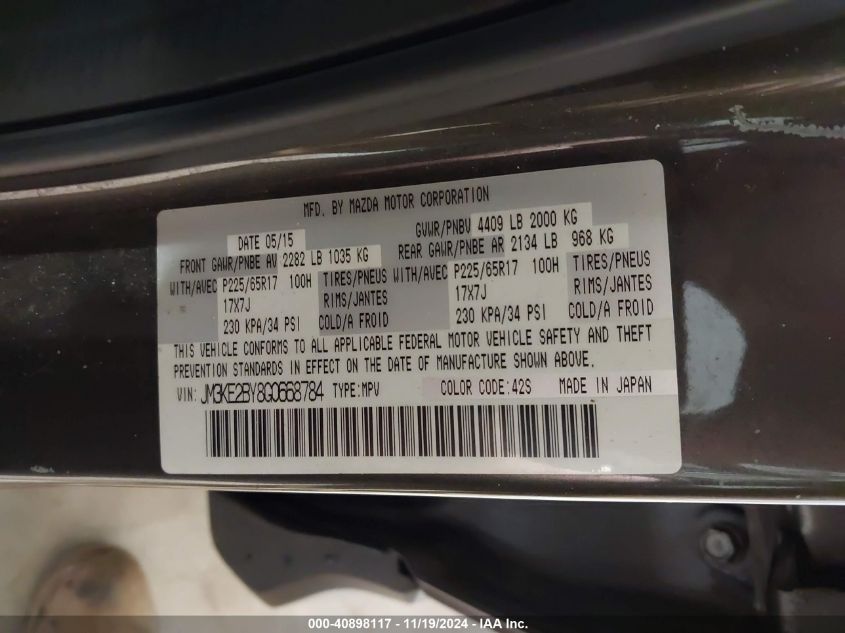 MFD. BY MAZDA MOTOR CORPORATION
DATE 05/15 GVWR/PNBV 4409 LB 2000 KG
FRONT GAWR/PNBE AV 2282 LB 1035 KG REAR GAWR/PNBE AR 2134 LB 968 KG
WITH/AVEC P225/65R17 100H TIRES/PNEUS WITH/AVEC P225/65R17 100H TIRES/PNEUS
17X7J RIMS/JANTES 17X7J RIMS/JANTES
230 KPA/34 PSI COLD/A FROID 230 KPA/34 PSI COLD/A FROID
THIS VEHICLE CONFORMS TO ALL APPLICABLE FEDERAL MOTOR VEHICLE SAFETY AND THEFT
PREVENTION STANDARDS IN EFFECT ON THE DATE OF MANUFACTURE SHOWN ABOVE.
VIN: JM3KE2BY8G0668784 TYPE:MPV COLOR CODE:42S MADE IN JAPAN
000-40898117 - 11/19/2024 - IAA Inc.